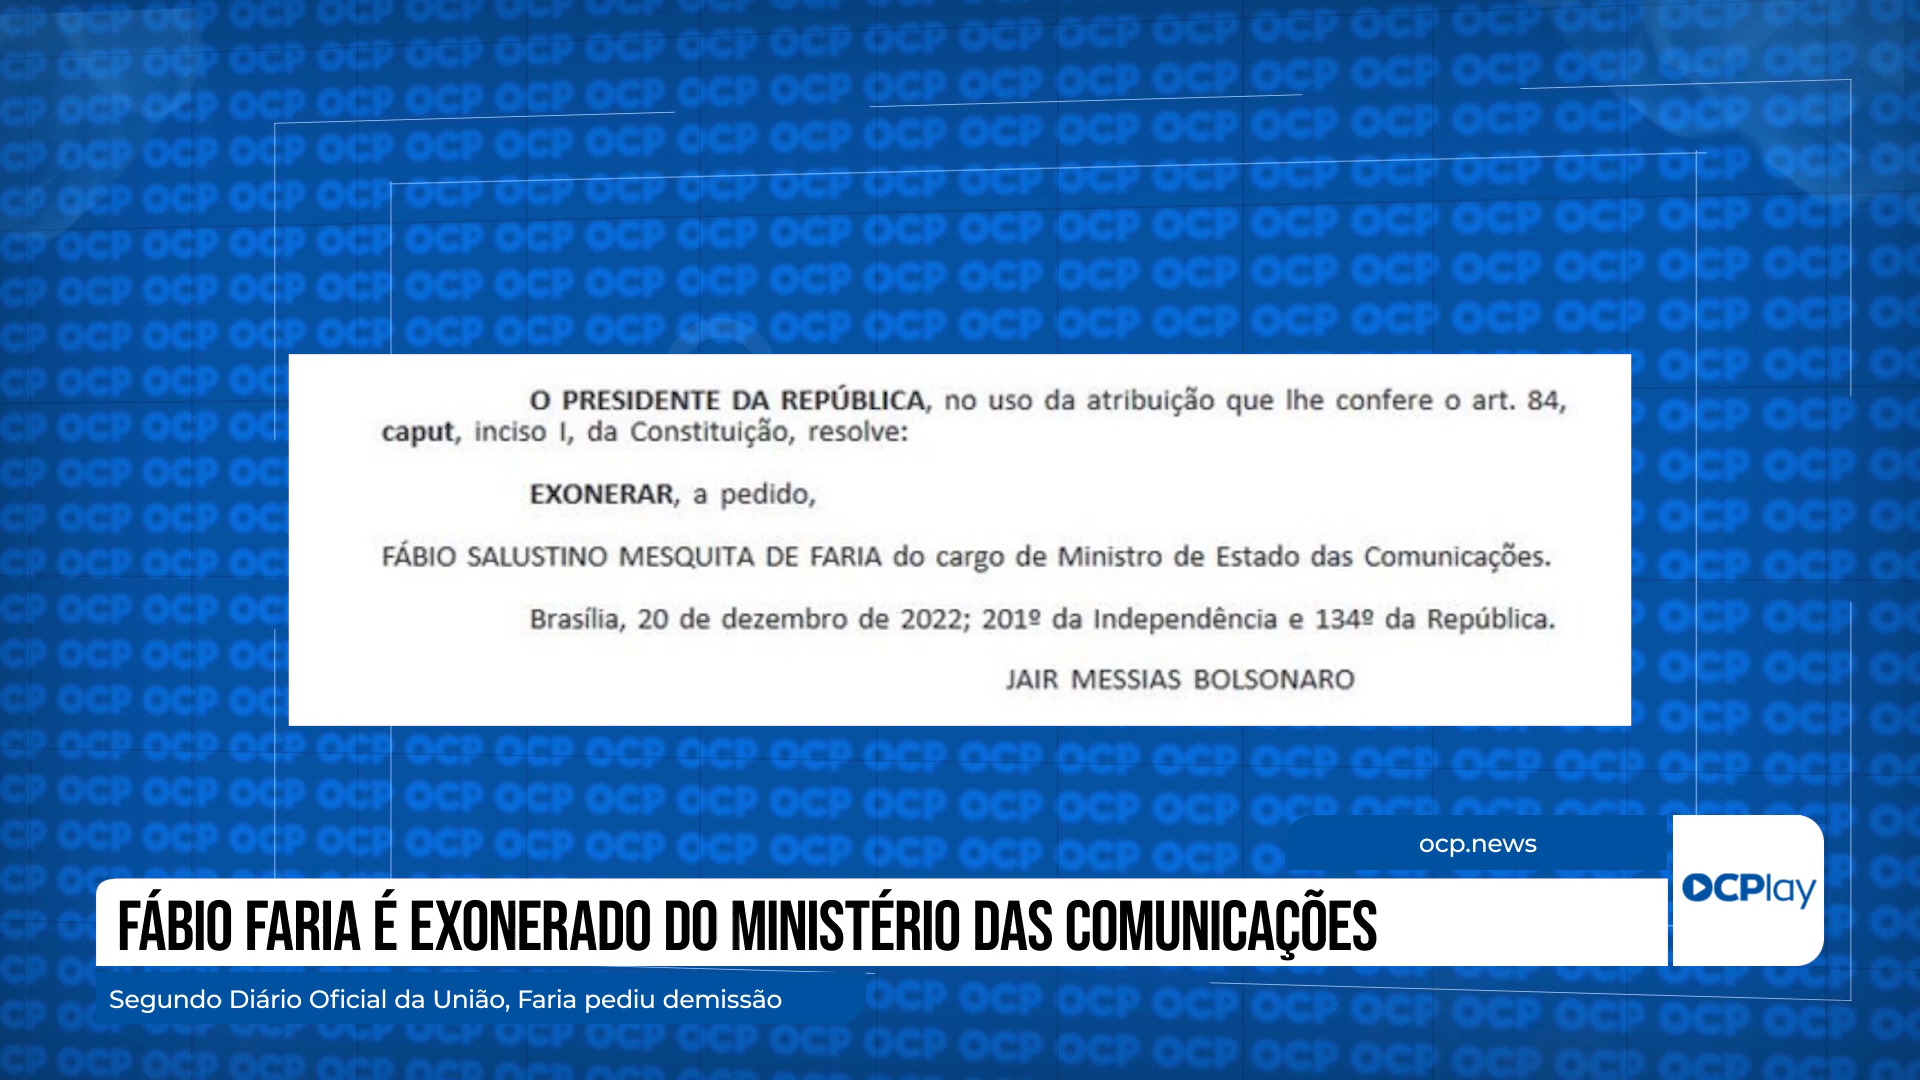 O PRESIDENTE DA REPÚBLICA, no uso da atribuição que lhe confere o art. 84,
caput, inciso I, da Constituição, resolve:
EXONERAR, a pedido,
FÁBIO SALUSTINO MESQUITA DE FARIA do cargo de Ministro de Estado das Comunicações.
Brasília, 20 de dezembro de 2022; 201º da Independência e 134º da República.
JAIR MESSIAS BOLSONARO
ocp.news
OCPlay
FÁBIO FARIA É EXONERADO DO MINISTÉRIO DAS COMUNICAÇÕES
Segundo Diário Oficial da União, Faria pediu demissão